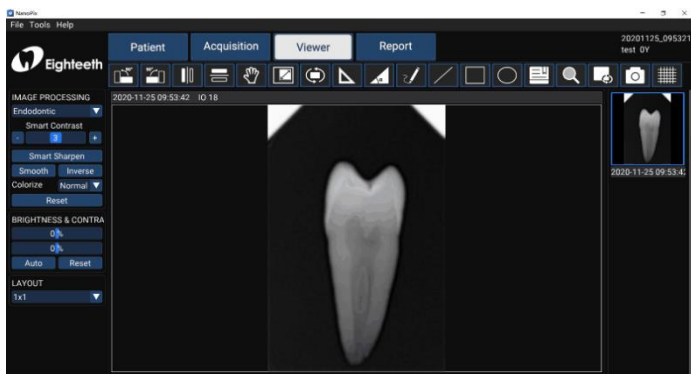 NanoPix
File Tools Help
Eighteeth
Patient
Acquisition
Viewer
Report
20201125_095321
test 0Y
IMAGE PROCESSING
Endodontic
Smart Contrast
- 3 +
Smart Sharpen
Smooth Inverse
Colorize Normal
Reset
BRIGHTNESS & CONTRA
0 %
0 %
Auto Reset
LAYOUT
1x1
2020-11-25 09:53:42 IO 18
2020-11-25 09:53:42